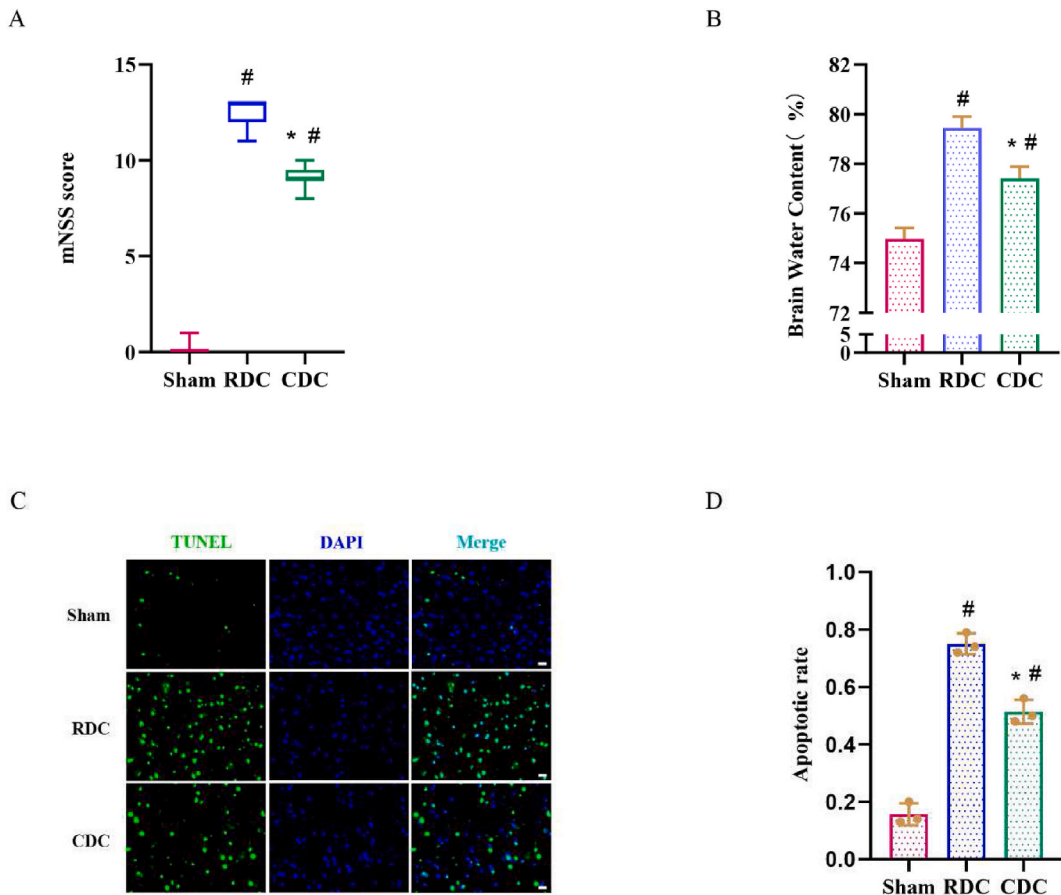 A
mNSS score
15
10
5
0
#
* #
Sham RDC CDC
B
Brain Water Content( %)
82
80
78
76
74
72
5
0
#
* #
Sham RDC CDC
C
TUNEL DAPI Merge
Sham
RDC
CDC
D
Apoptotic rate
1.0
0.8
0.6
0.4
0.2
0.0
#
* #
Sham RDC CDC